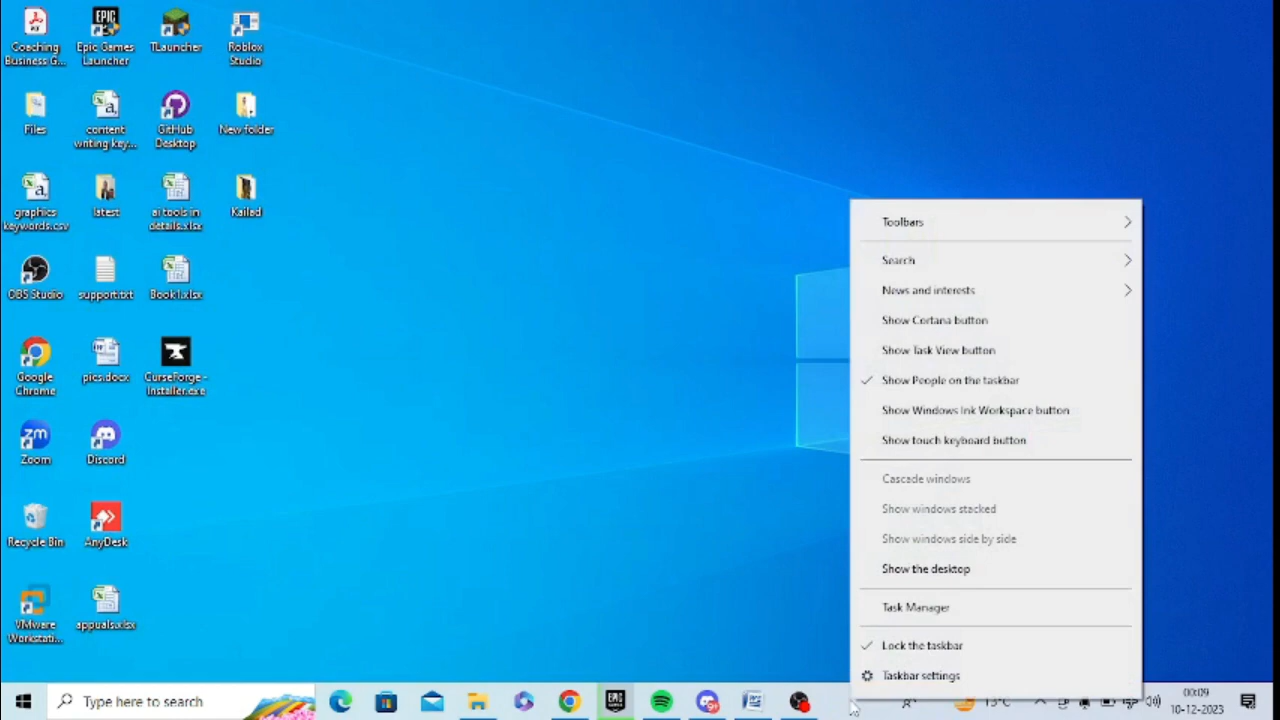 Coaching
Business G...
Epic Games
Launcher
TLauncher
Roblox
Studio
Files
content
writing key...
GitHub
Desktop
New folder
graphics
keywords.csv
latest
ai tools in
details.xlsx
Kailad
OBS Studio
support.txt
Book1.xlsx
Google
Chrome
pics.docx
CurseForge -
Installer.exe
Zoom
Discord
Recycle Bin
AnyDesk
VMware
Workstati...
Toolbars
Search
News and interests
Show Cortana button
Show Task View button
Show People on the taskbar
Show Windows Ink Workspace button
Show touch keyboard button
Cascade windows
Show windows stacked
Show windows side by side
Show the desktop
Task Manager
Lock the taskbar
Taskbar settings
Type here to search
00:09
10-12-2023